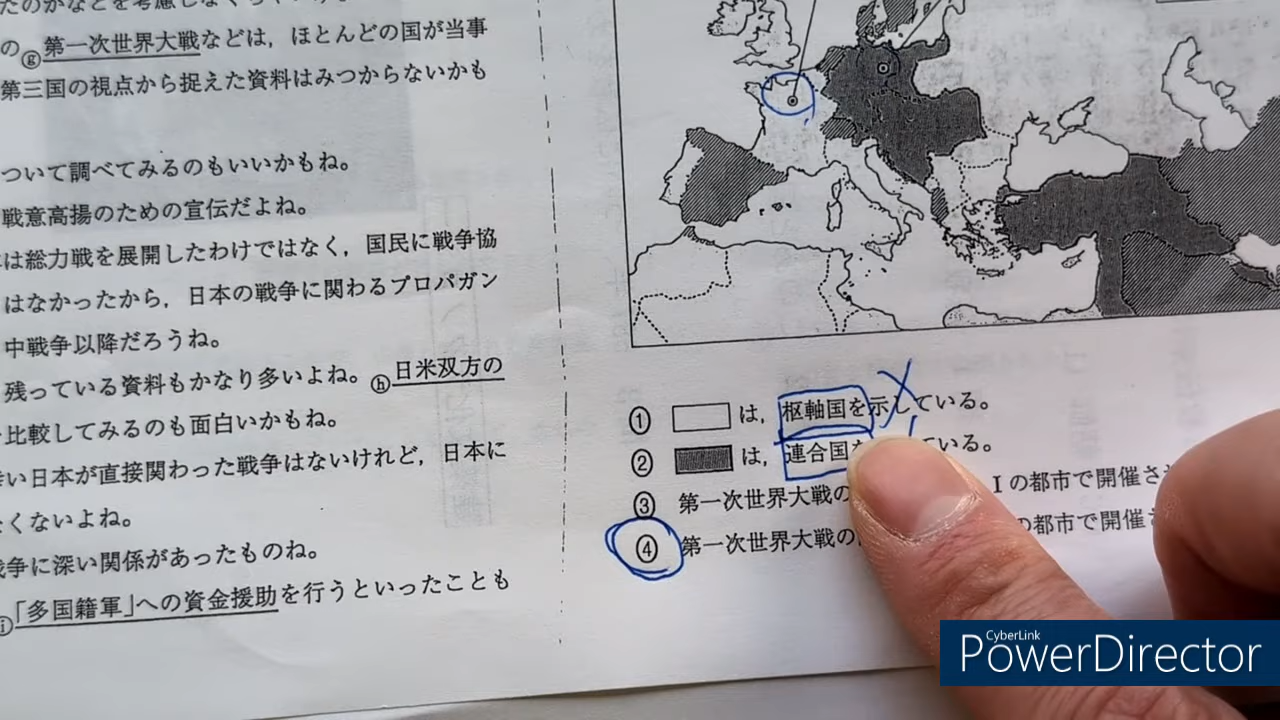 たのかなどを考慮しなくちゃいけ
の⒢第一次世界大戦などは，ほとんどの国が当事
第三国の視点から捉えた資料はみつからないかも
ついて調べてみるのもいいかもね。
戦意高揚のための宣伝だよね。
は総力戦を展開したわけではなく，国民に戦争協
はなかったから，日本の戦争に関わるプロパガン
中戦争以降だろうね。
残っている資料もかなり多いよね。ⓗ日米双方の
比較してみるのも面白いかもね。
い日本が直接関わった戦争はないけれど，日本に
くないよね。
争に深い関係があったものね。
ⓘ「多国籍軍」への資金援助を行うといったことも
① は，枢軸国を示している。
② は，連合国を ている。
③ 第一次世界大戦の Ⅰの都市で開催さ
④ 第一次世界大戦の の都市で開催さ
CyberLink
PowerDirector